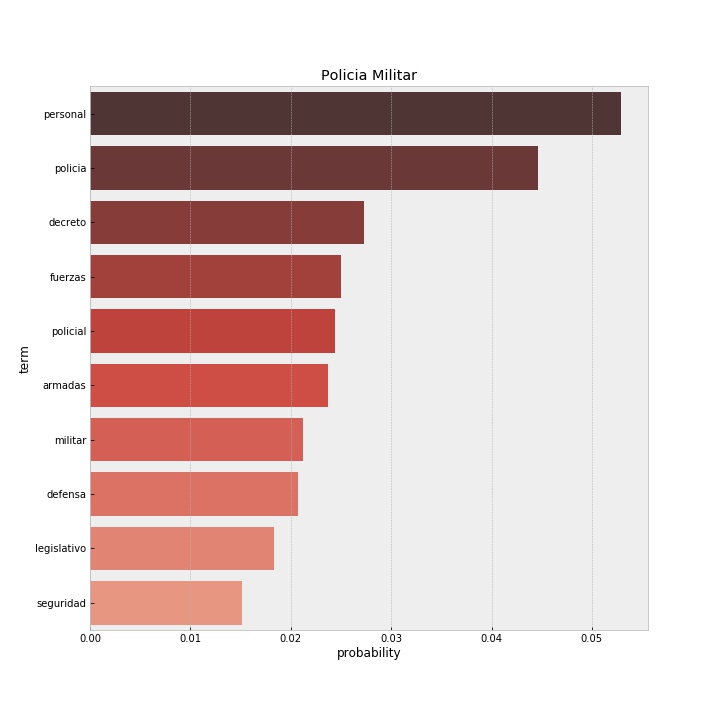 Policia Militar
personal
policia
decreto
fuerzas
policial
armadas
militar
defensa
legislativo
seguridad
term
0.00 0.01 0.02 0.03 0.04 0.05
probability